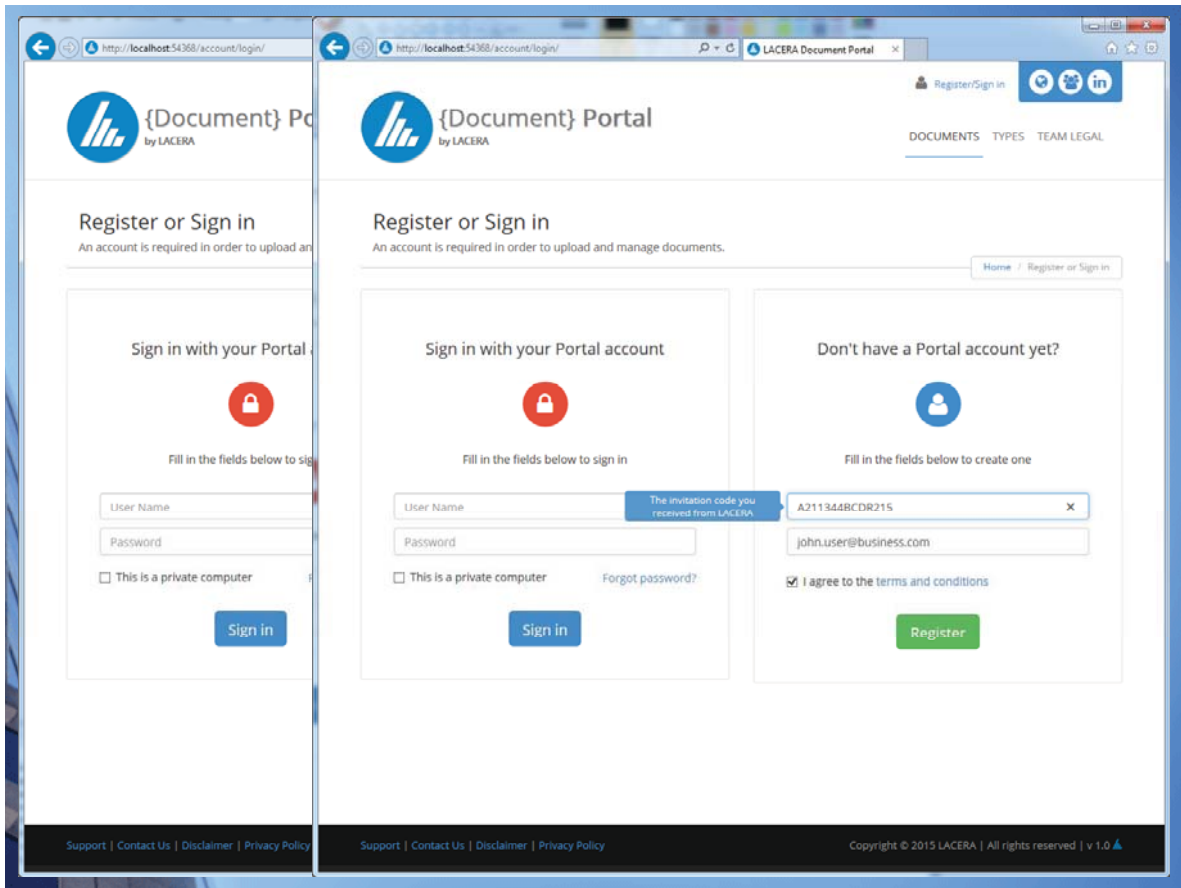 http://localhost:54368/account/login/
{Document} Po
by LACERA
Register or Sign in
An account is required in order to upload an
Sign in with your Portal
Fill in the fields below to sig
User Name
Password
This is a private computer
Sign in
Support | Contact Us | Disclaimer | Privacy Policy
http://localhost:54368/account/login/
LACERA Document Portal
Register/Sign in
in
{Document} Portal
by LACERA
DOCUMENTS TYPES TEAM LEGAL
Register or Sign in
An account is required in order to upload and manage documents.
Home / Register or Sign in
Sign in with your Portal account
Fill in the fields below to sign in
User Name
Password
This is a private computer
Forgot password?
Sign in
Don't have a Portal account yet?
Fill in the fields below to create one
The invitation code you
received from LACERA
A211344BCDR215
john.user@business.com
I agree to the terms and conditions
Register
Support | Contact Us | Disclaimer | Privacy Policy
Copyright © 2015 LACERA | All rights reserved | v 1.0